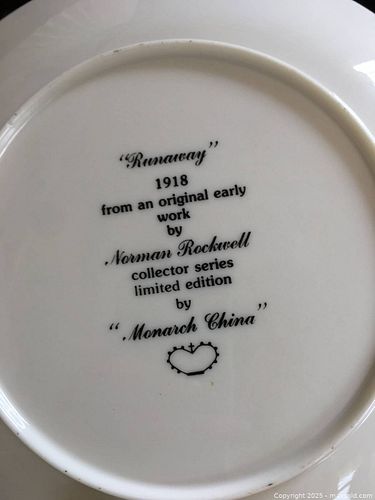 “Runaway”
1918
from an original early
work
by
Norman Rockwell
collector series
limited edition
by
“Monarch China”
Copyright 2025 - maxsold.com